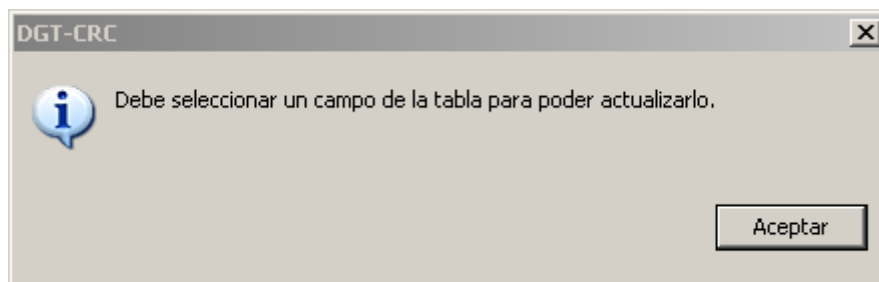 DGT-CRC
Debe seleccionar un campo de la tabla para poder actualizarlo.
Aceptar